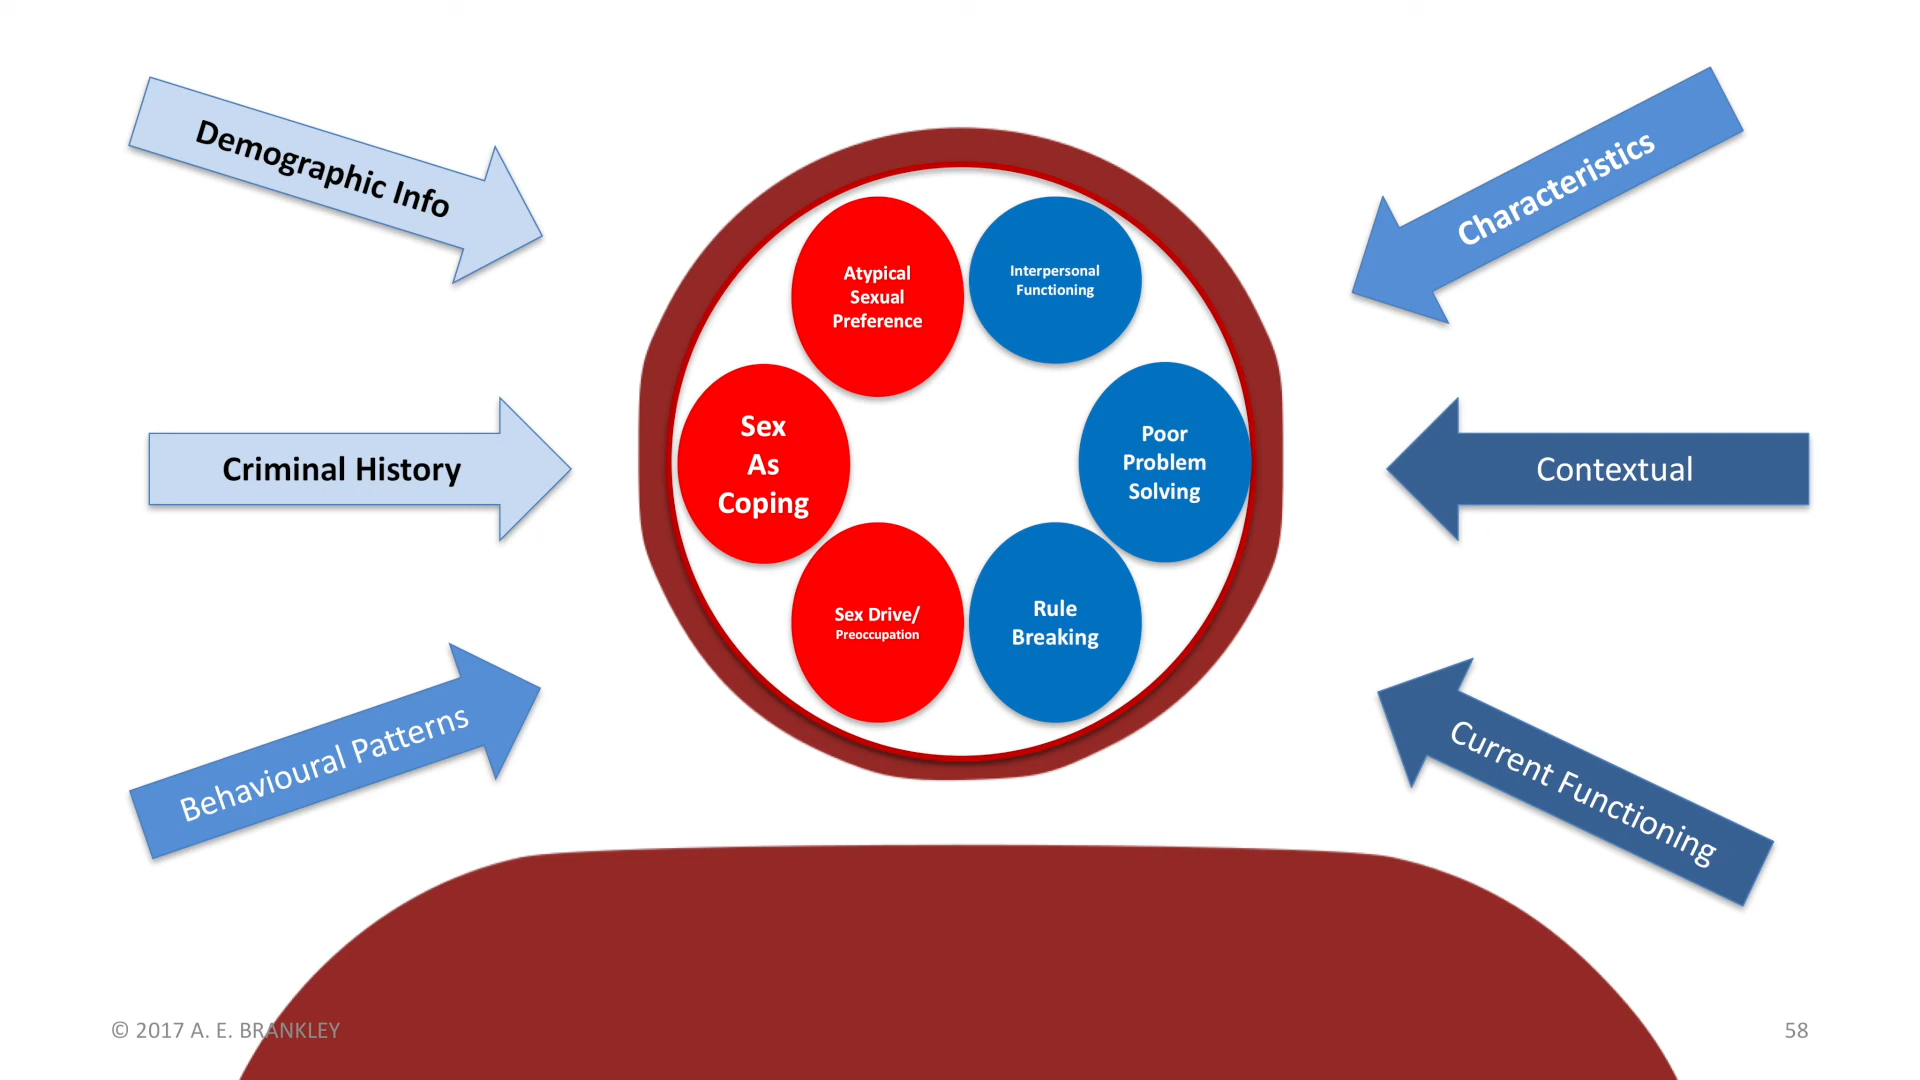 Demographic Info
Characteristics
Atypical
Sexual
Preference
Interpersonal
Functioning
Sex
As
Coping
Poor
Problem
Solving
Criminal History
Contextual
Sex Drive/
Preoccupation
Rule
Breaking
Behavioural Patterns
Current Functioning
© 2017 A. E. BRANKLEY
58